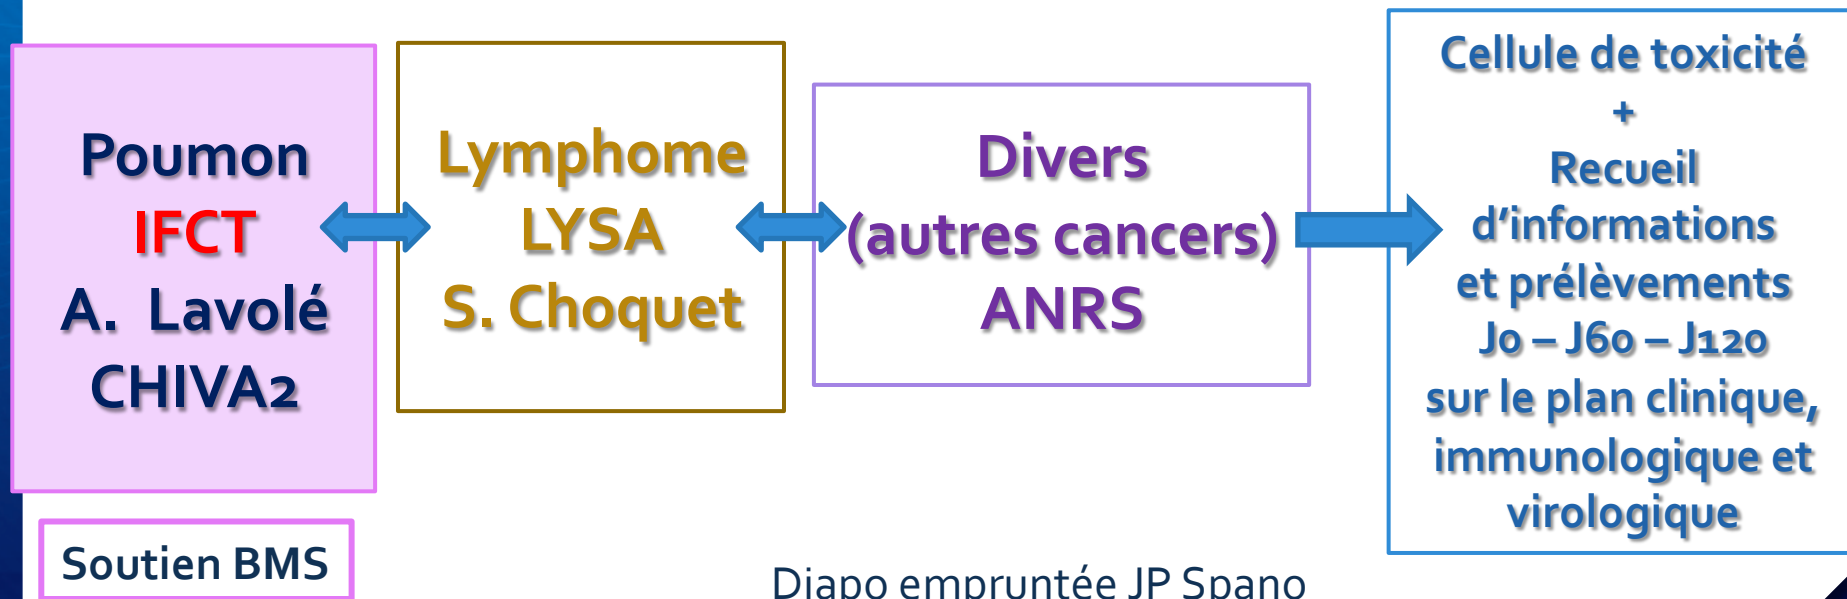 Poumon
IFCT
A. Lavolé
CHIVA2
Soutien BMS
Lymphome
LYSA
S. Choquet
Divers
(autres cancers)
ANRS
Cellule de toxicité
+
Recueil
d’informations
et prélèvements
J0 – J60 – J120
sur le plan clinique,
immunologique et
virologique
Diapo empruntée JP Spano